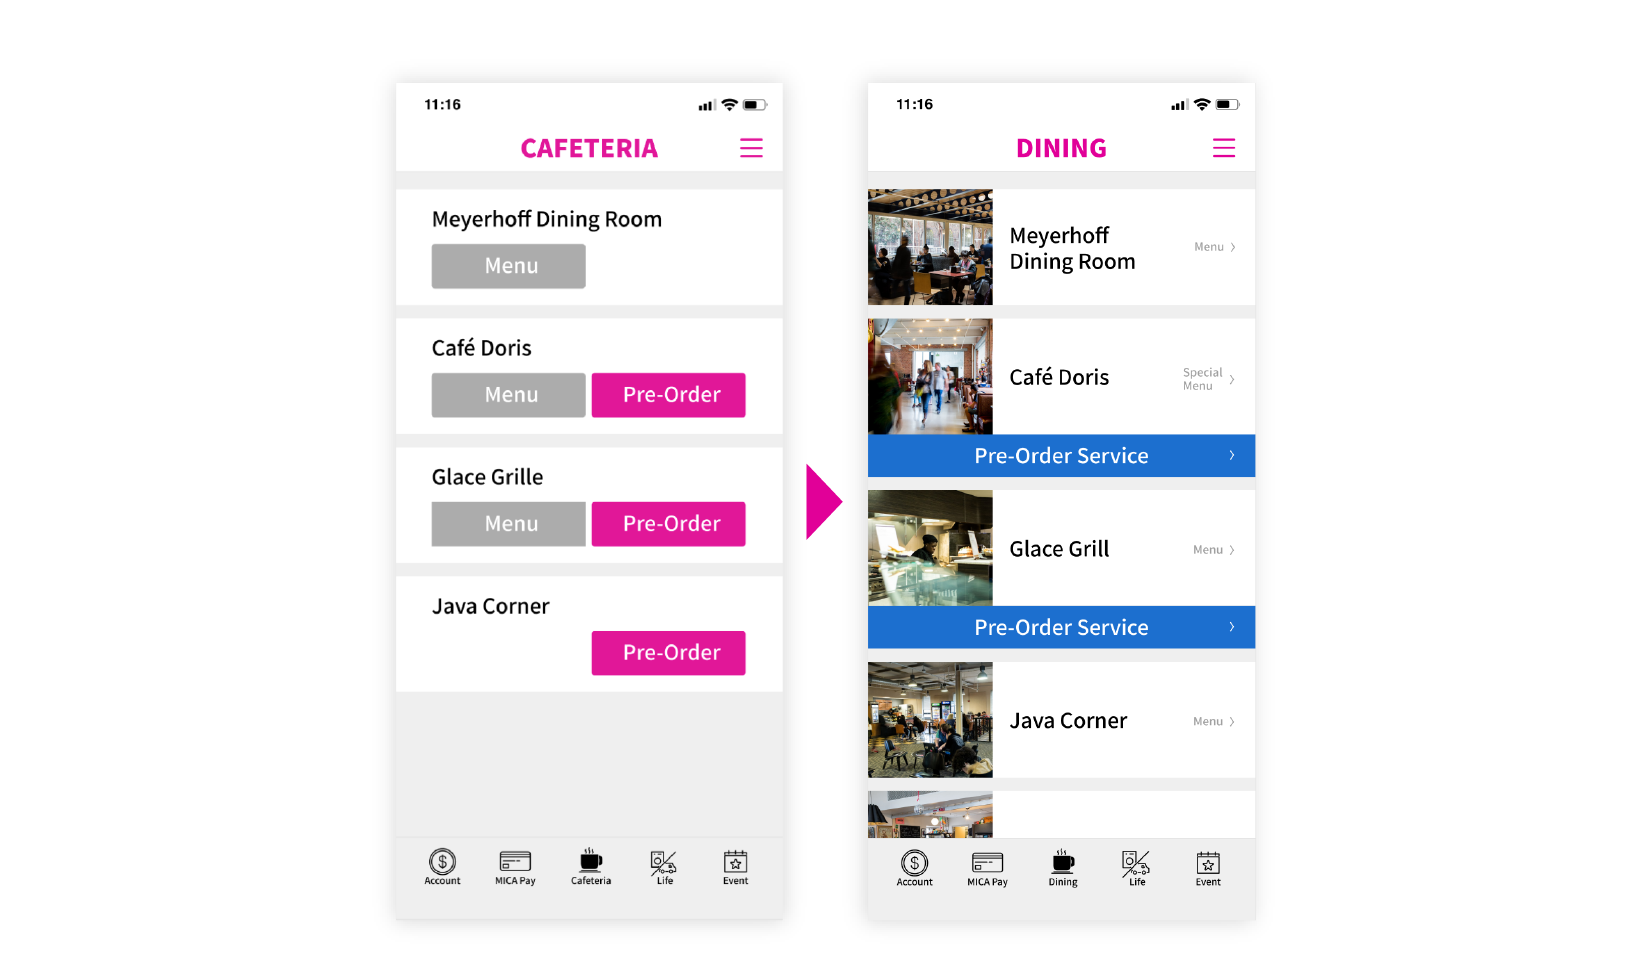 11:16
CAFETERIA
Meyerhoff Dining Room
Menu
Café Doris
Menu Pre-Order
Glace Grille
Menu Pre-Order
Java Corner
Pre-Order
Account MICA Pay Cafeteria Life Event
11:16
DINING
Meyerhoff
Dining Room
Menu
Café Doris
Special
Menu
Pre-Order Service
Glace Grill
Menu
Pre-Order Service
Java Corner
Menu
Account MICA Pay Dining Life Event